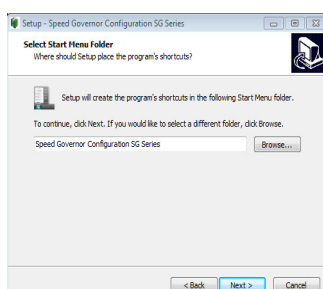 Setup - Speed Governor Configuration SG Series
Select Start Menu Folder
Where should Setup place the program's shortcuts?
Setup will create the program's shortcuts in the following Start Menu folder.
To continue, click Next. If you would like to select a different folder, click Browse.
Speed Governor Configuration SG Series
Browse...
< Back
Next >
Cancel